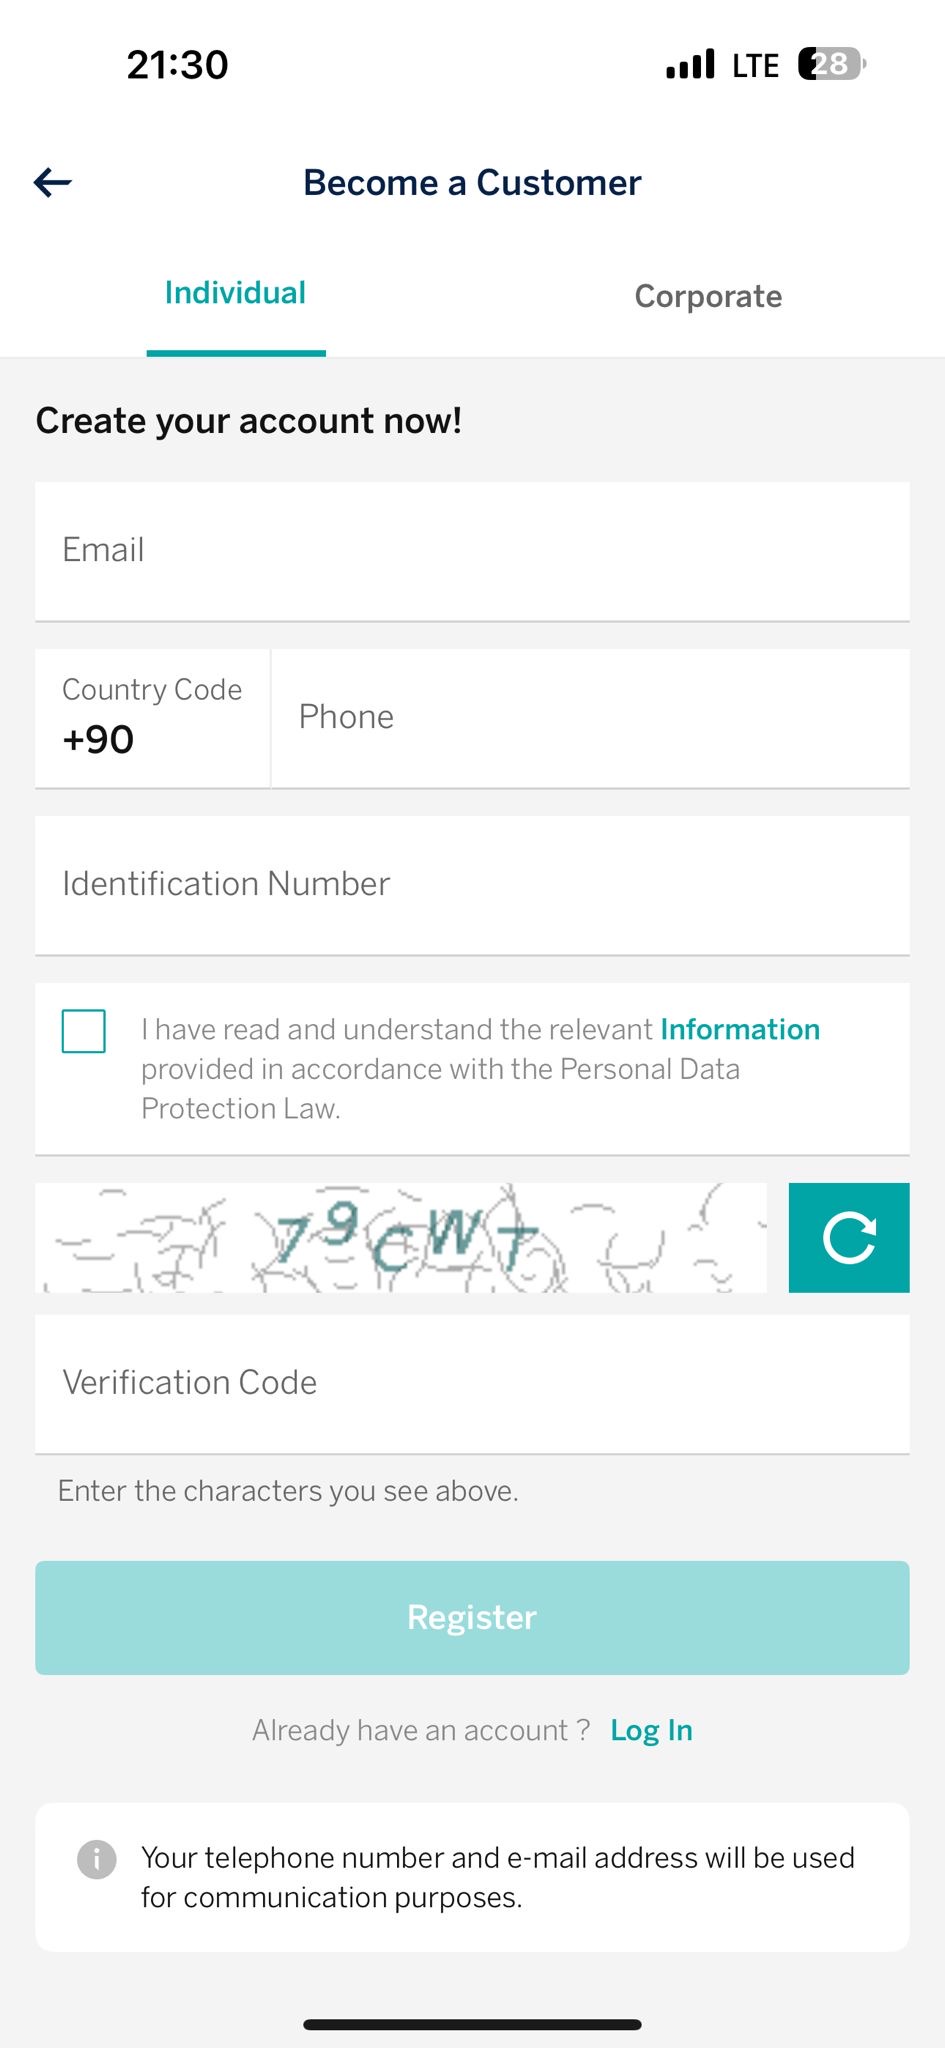 21:30 LTE 28
Become a Customer
Individual Corporate
Create your account now!
Email
Country Code
+90 Phone
Identification Number
I have read and understand the relevant Information
provided in accordance with the Personal Data
Protection Law.
Verification Code
Enter the characters you see above.
Register
Already have an account ? Log In
Your telephone number and e-mail address will be used
for communication purposes.